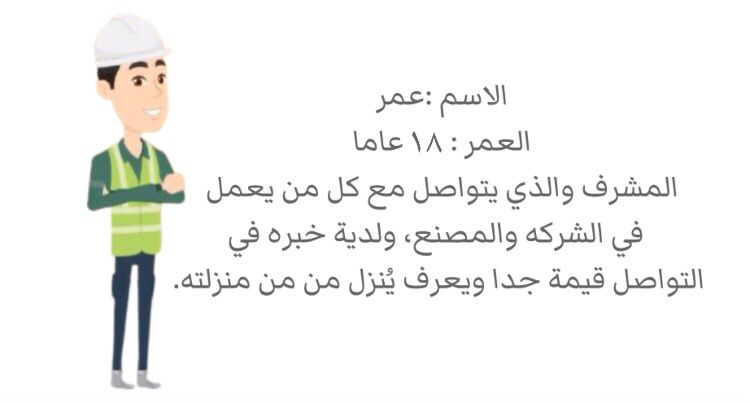 الاسم :عمر
العمر : ١٨ عاما
المشرف والذي يتواصل مع كل من يعمل
في الشركه والمصنع، ولدية خبره في
التواصل قيمة جدا ويعرف يُنزل من من منزلته.